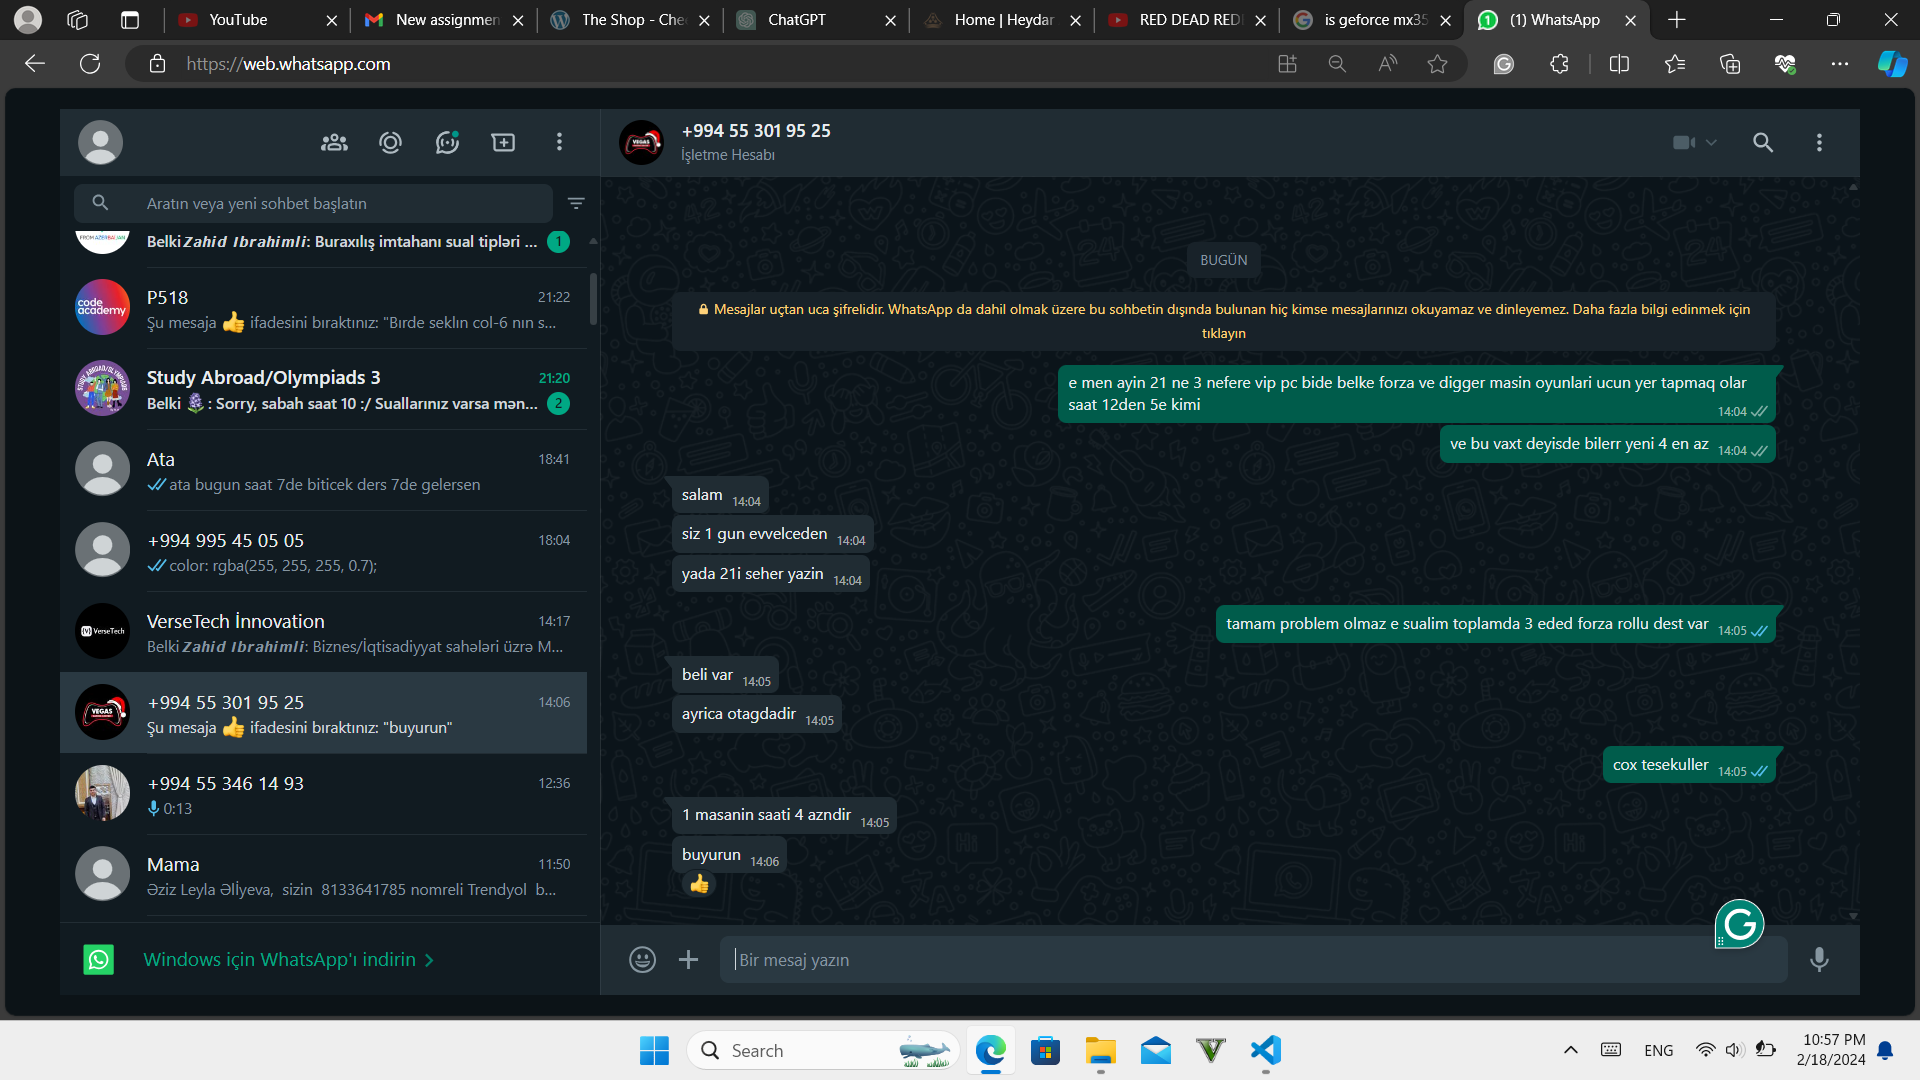 YouTube
New assignmen
The Shop - Che
ChatGPT
Home | Heydar
RED DEAD RED
is geforce mx35
(1) WhatsApp
https://web.whatsapp.com
Aratın veya yeni sohbet başlatın
FROM AZERBAIJAN
Belki Zahid Ibrahimli: Buraxılış imtahanı sual tipləri ... 1
code academy
P518 21:22
Şu mesaja 👍 ifadesini bıraktınız: "Bırde seklın col-6 nın s...
STUDY ABROAD/OLYMPIADS
Study Abroad/Olympiads 3 21:20
Belki 🪻: Sorry, sabah saat 10 :/ Suallarınız varsa mən... 2
Ata 18:41
ata bugun saat 7de biticek ders 7de gelersen
+994 995 45 05 05 18:04
color: rgba(255, 255, 255, 0.7);
VerseTech
VerseTech İnnovation 14:17
Belki Zahid Ibrahimli: Biznes/İqtisadiyyat sahələri üzrə M...
VEGAS
+994 55 301 95 25 14:06
Şu mesaja 👍 ifadesini bıraktınız: "buyurun"
+994 55 346 14 93 12:36
0:13
Mama 11:50
Əziz Leyla Əlİyeva, sizin 8133641785 nomreli Trendyol b...
Windows için WhatsApp'ı indirin
VEGAS
+994 55 301 95 25
İşletme Hesabı
BUGÜN
Mesajlar uçtan uca şifrelidir. WhatsApp da dahil olmak üzere bu sohbetin dışında bulunan hiç kimse mesajlarınızı okuyamaz ve dinleyemez. Daha fazla bilgi edinmek için
tıklayın
e men ayin 21 ne 3 nefere vip pc bide belke forza ve digger masin oyunlari ucun yer tapmaq olar
saat 12den 5e kimi 14:04
ve bu vaxt deyisde bilerr yeni 4 en az 14:04
salam 14:04
siz 1 gun evvelceden 14:04
yada 21i seher yazin 14:04
tamam problem olmaz e sualim toplamda 3 eded forza rollu dest var 14:05
beli var 14:05
ayrica otagdadir 14:05
cox tesekuller 14:05
1 masanin saati 4 azndir 14:05
buyurun 14:06
👍
Bir mesaj yazın
Search
ENG
10:57 PM
2/18/2024